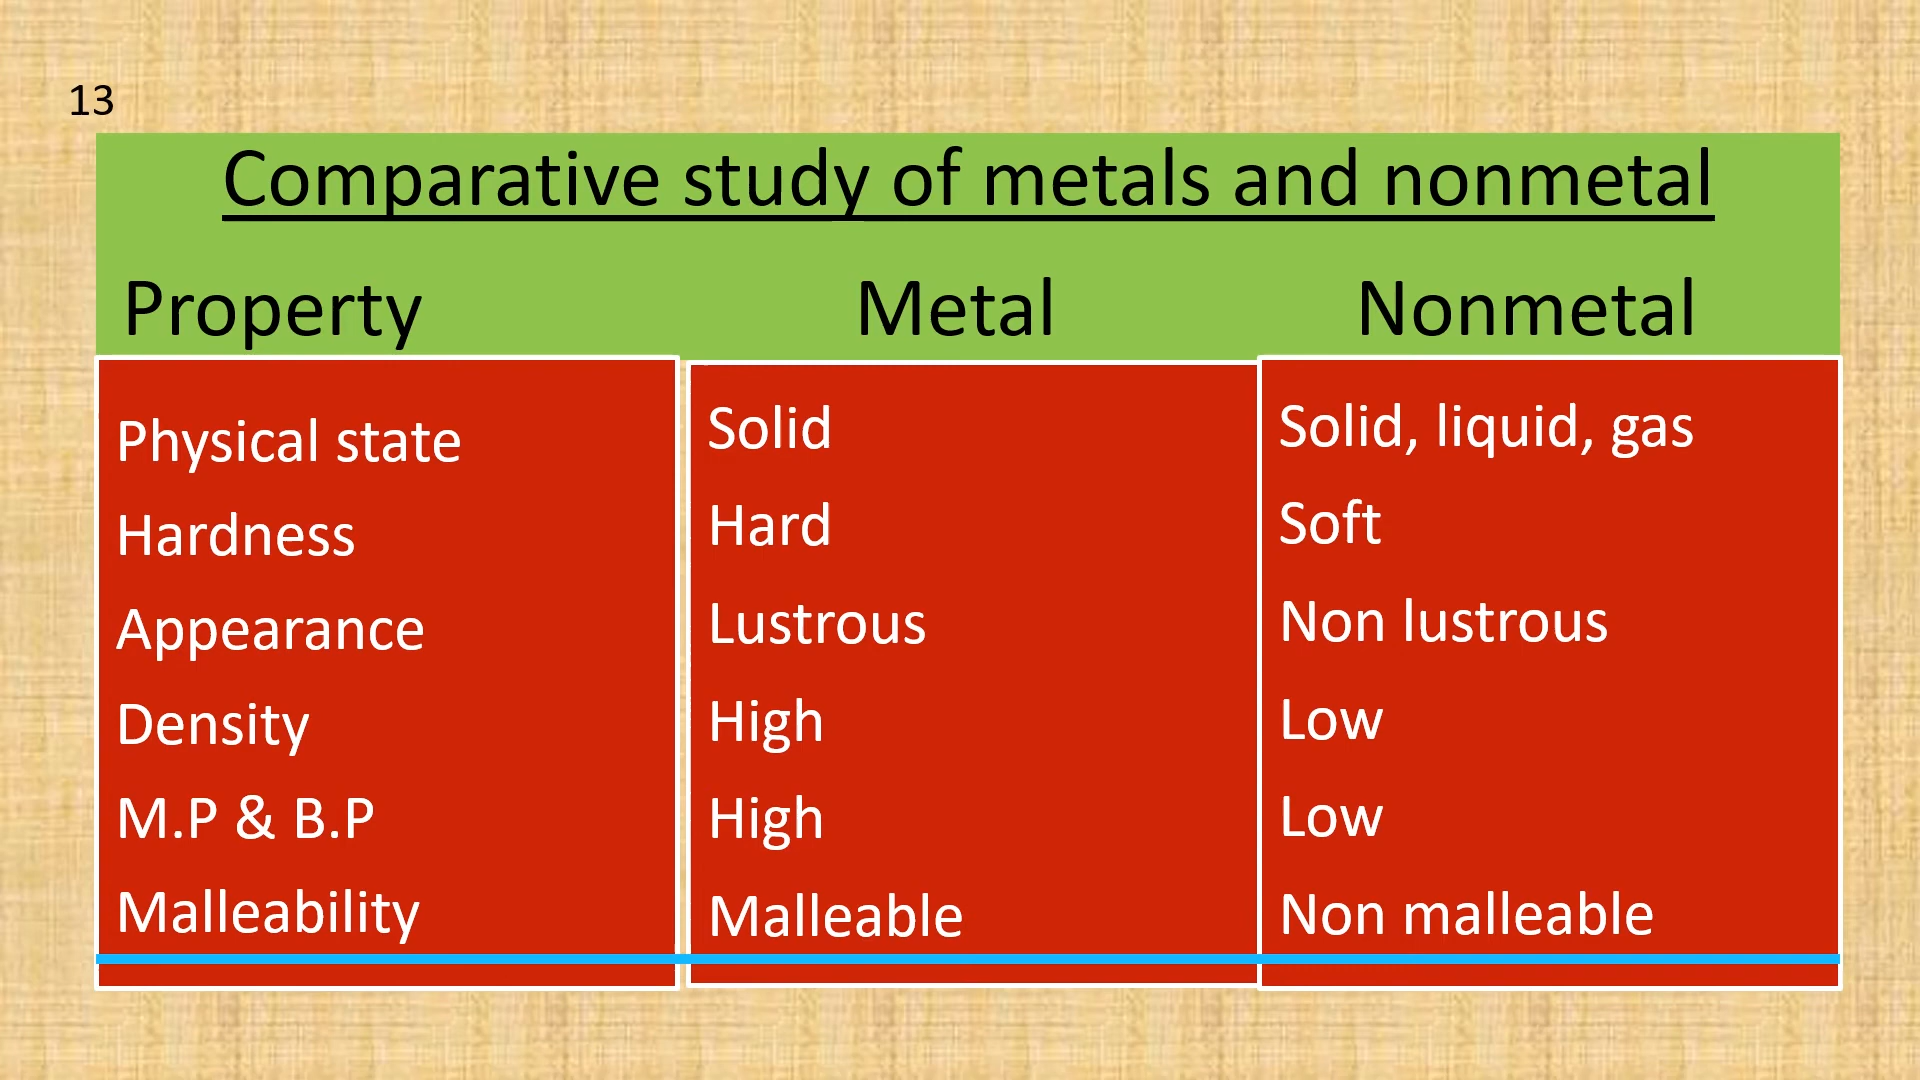 13
Comparative study of metals and nonmetal
Property Metal Nonmetal
Physical state Solid Solid, liquid, gas
Hardness Hard Soft
Appearance Lustrous Non lustrous
Density High Low
M.P & B.P High Low
Malleability Malleable Non malleable